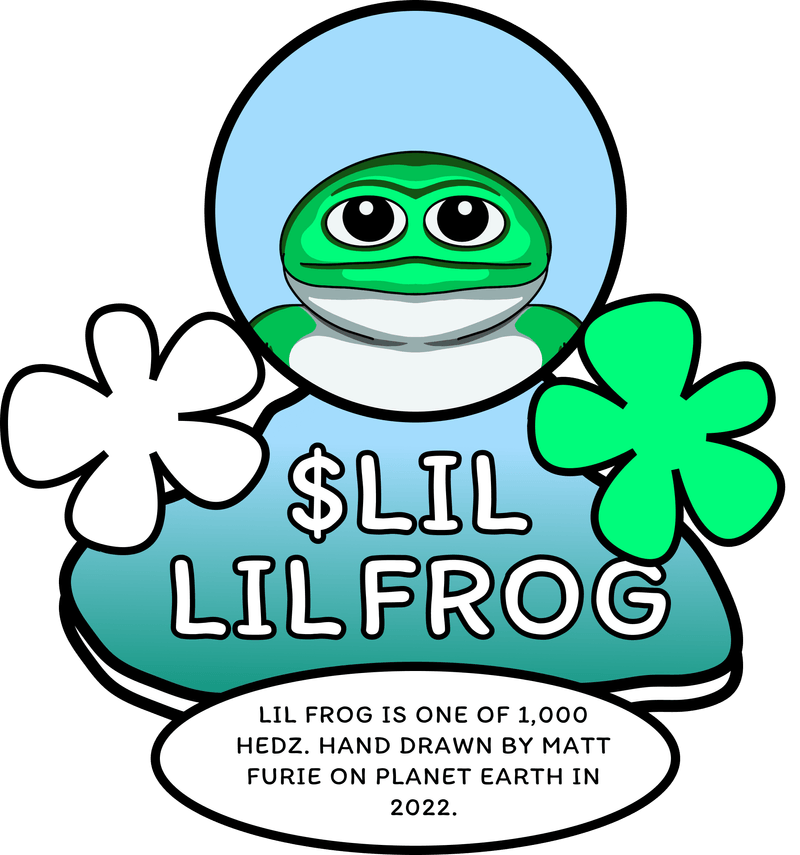 $LIL
LILFROG
LIL FROG IS ONE OF 1,000
HEDZ. HAND DRAWN BY MATT
FURIE ON PLANET EARTH IN
2022.